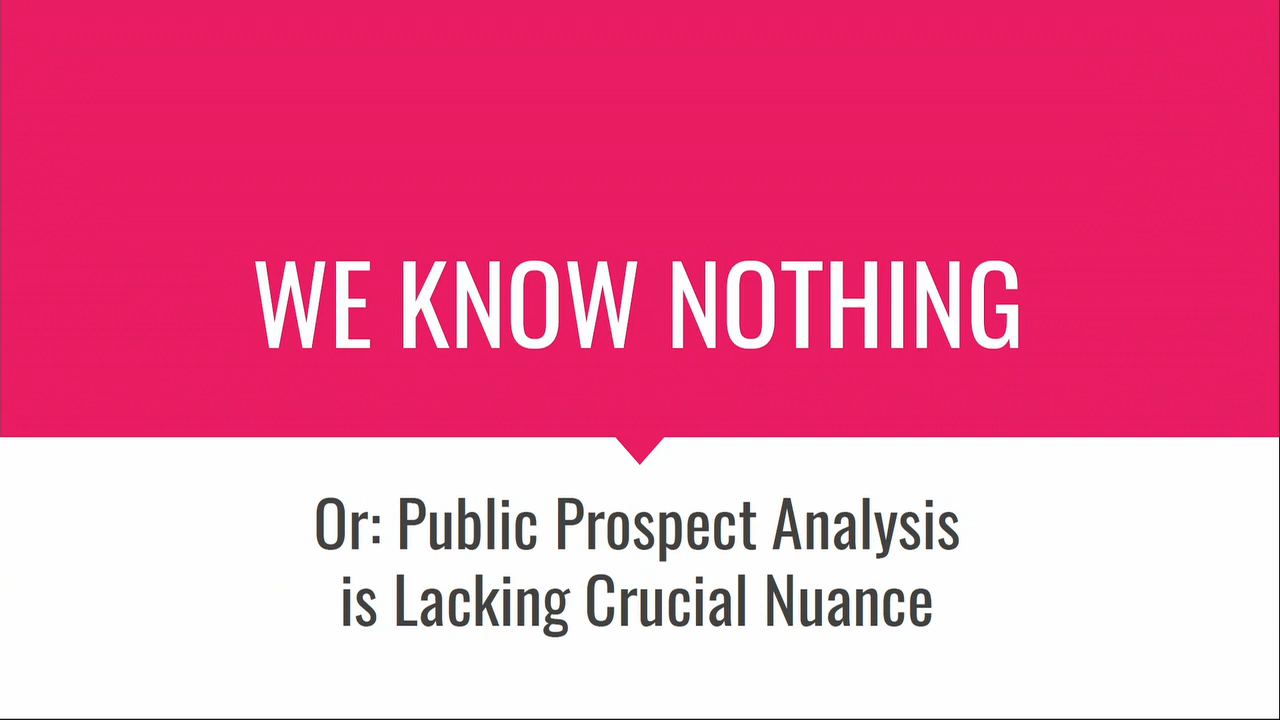 WE KNOW NOTHING
Or: Public Prospect Analysis
is Lacking Crucial Nuance